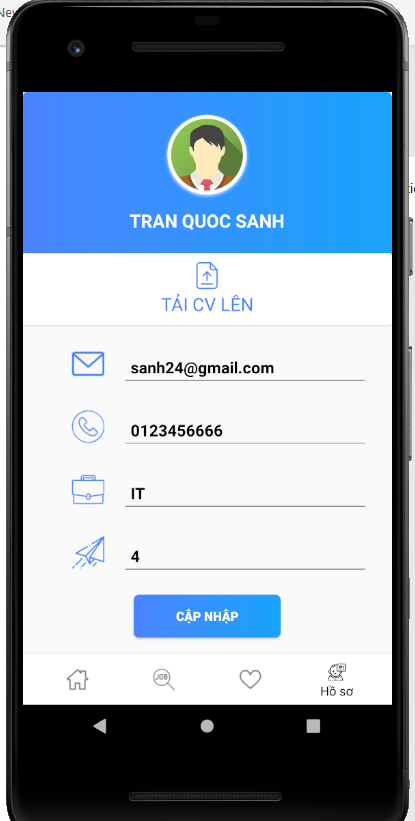 TRAN QUOC SANH
TẢI CV LÊN
sanh24@gmail.com
0123456666
IT
4
CẬP NHẬP
JOB
Hồ sơ